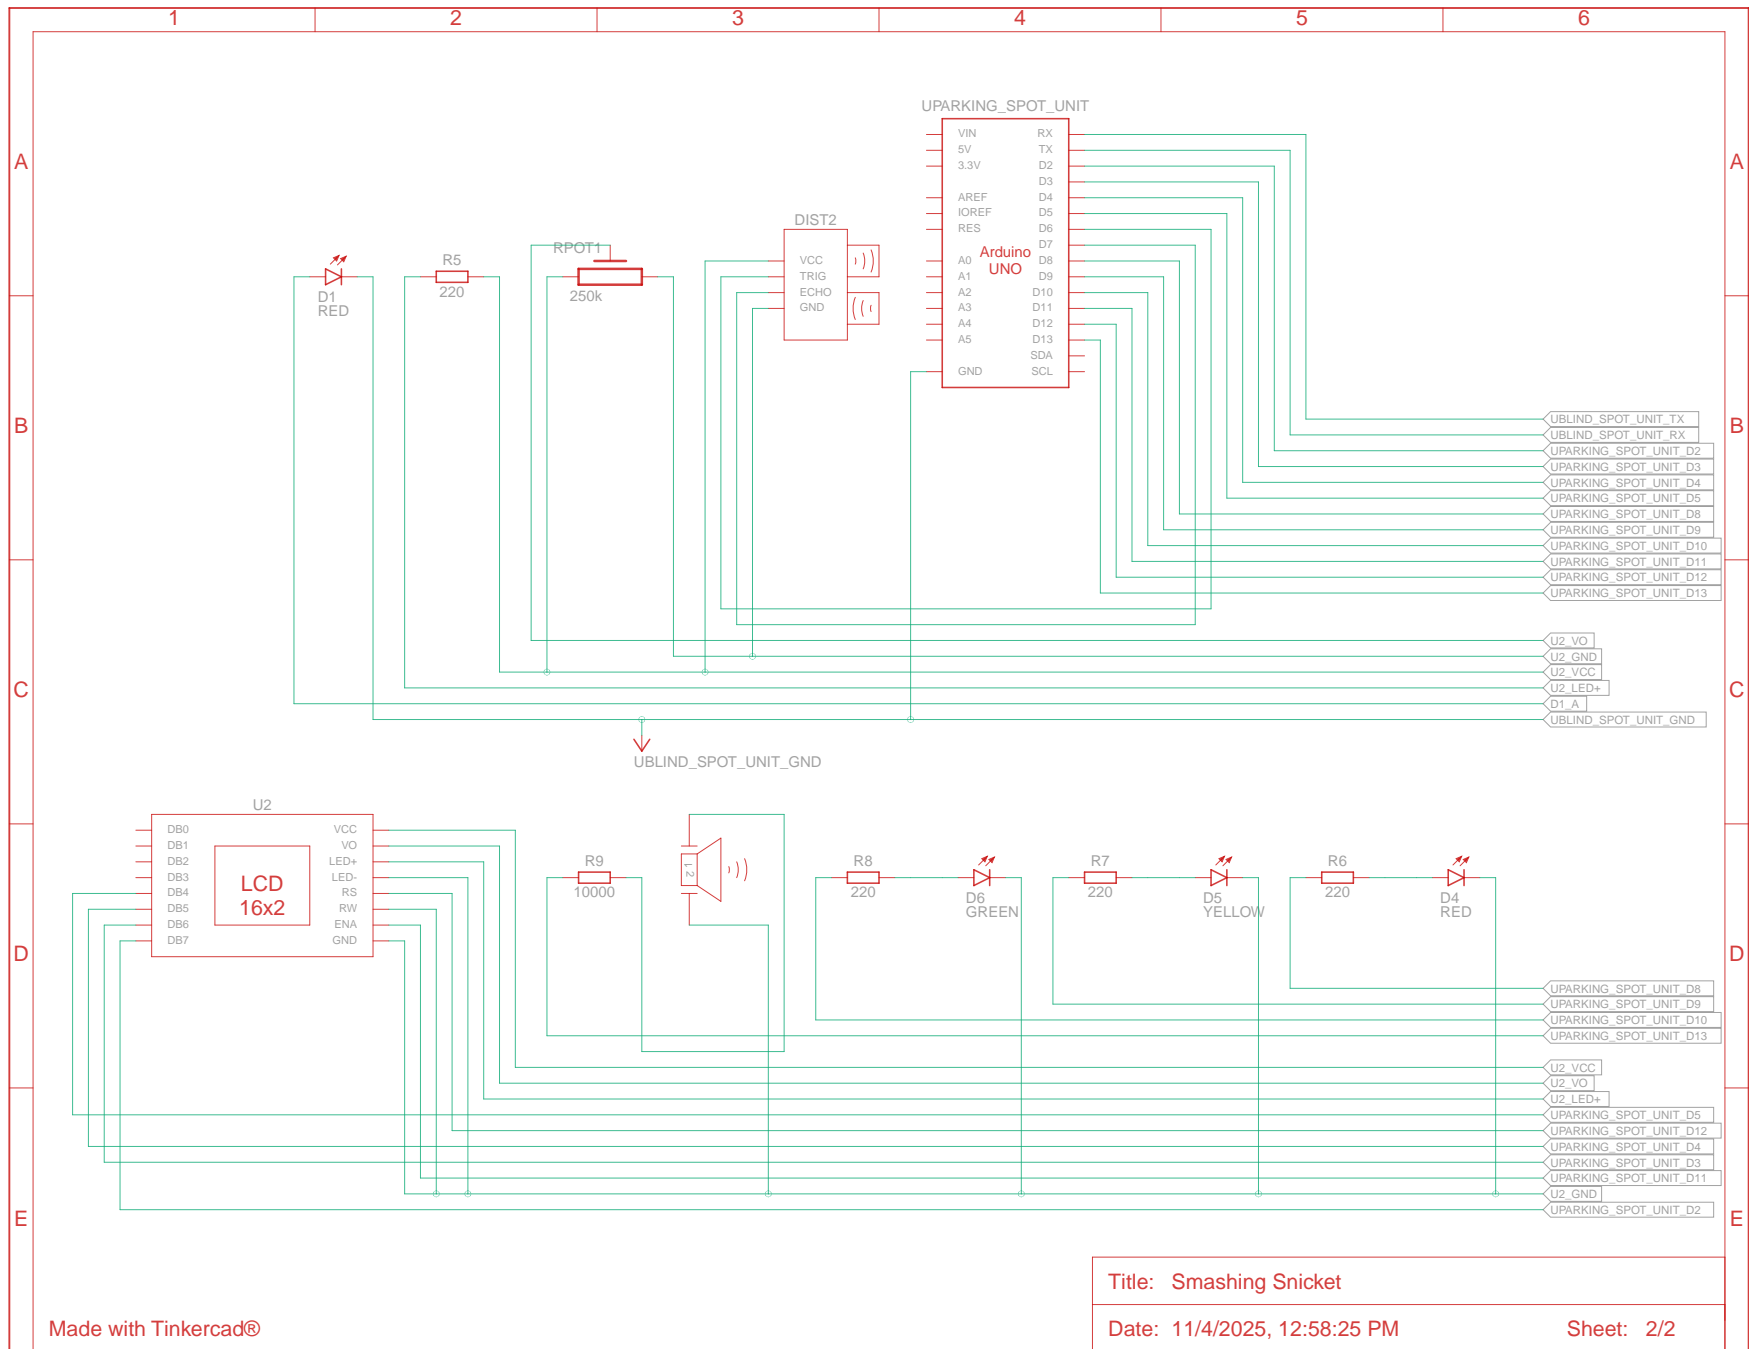 1 2 3 4 5 6
UPARKING_SPOT_UNIT
VIN RX
5V TX
3.3V D2
D3
A A
AREF D4
IOREF D5
RES D6
D7
Arduino
UNO
A0 D8
A1 D9
A2 D10
A3 D11
A4 D12
A5 D13
SDA
GND SCL
DIST2
VCC
TRIG
ECHO
GND
RPOT1
250k
R5
220
D1
RED
B B
UBLIND_SPOT_UNIT_TX
UBLIND_SPOT_UNIT_RX
UPARKING_SPOT_UNIT_D2
UPARKING_SPOT_UNIT_D3
UPARKING_SPOT_UNIT_D4
UPARKING_SPOT_UNIT_D5
UPARKING_SPOT_UNIT_D8
UPARKING_SPOT_UNIT_D9
UPARKING_SPOT_UNIT_D10
UPARKING_SPOT_UNIT_D11
UPARKING_SPOT_UNIT_D12
UPARKING_SPOT_UNIT_D13
U2_VO
U2_GND
U2_VCC
C C
U2_LED+
D1_A
UBLIND_SPOT_UNIT_GND
UBLIND_SPOT_UNIT_GND
U2
DB0 VCC
DB1 VO
DB2 LED+
DB3 LED-
DB4 RS
DB5 RW
DB6 ENA
DB7 GND
LCD
16x2
R9
10000
1 2
R8
220
D6
GREEN
R7
220
D5
YELLOW
R6
220
D4
RED
D D
UPARKING_SPOT_UNIT_D8
UPARKING_SPOT_UNIT_D9
UPARKING_SPOT_UNIT_D10
UPARKING_SPOT_UNIT_D13
U2_VCC
U2_VO
U2_LED+
UPARKING_SPOT_UNIT_D5
UPARKING_SPOT_UNIT_D12
UPARKING_SPOT_UNIT_D4
UPARKING_SPOT_UNIT_D3
UPARKING_SPOT_UNIT_D11
U2_GND
UPARKING_SPOT_UNIT_D2
E E
Title: Smashing Snicket
Made with Tinkercad®
Date: 11/4/2025, 12:58:25 PM Sheet: 2/2